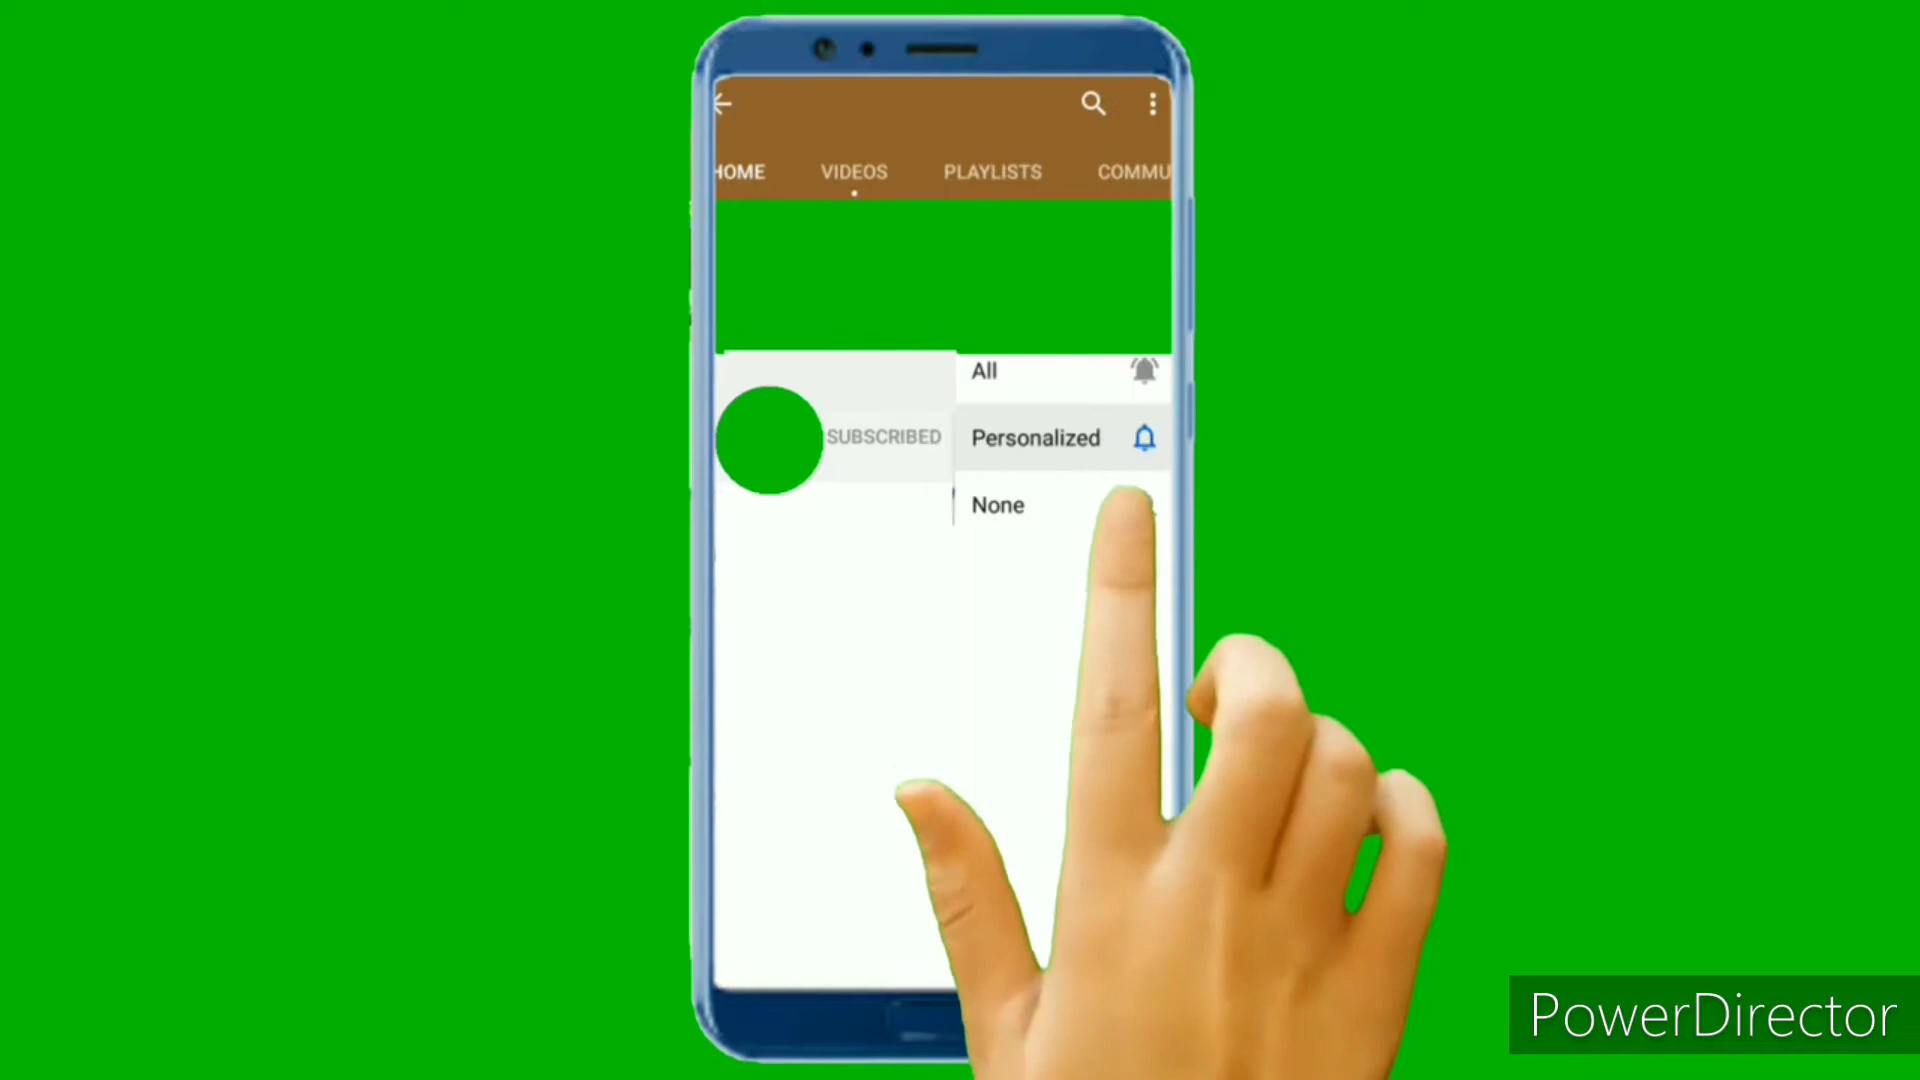 HOME VIDEOS PLAYLISTS COMMU
All
SUBSCRIBED Personalized
None
PowerDirector